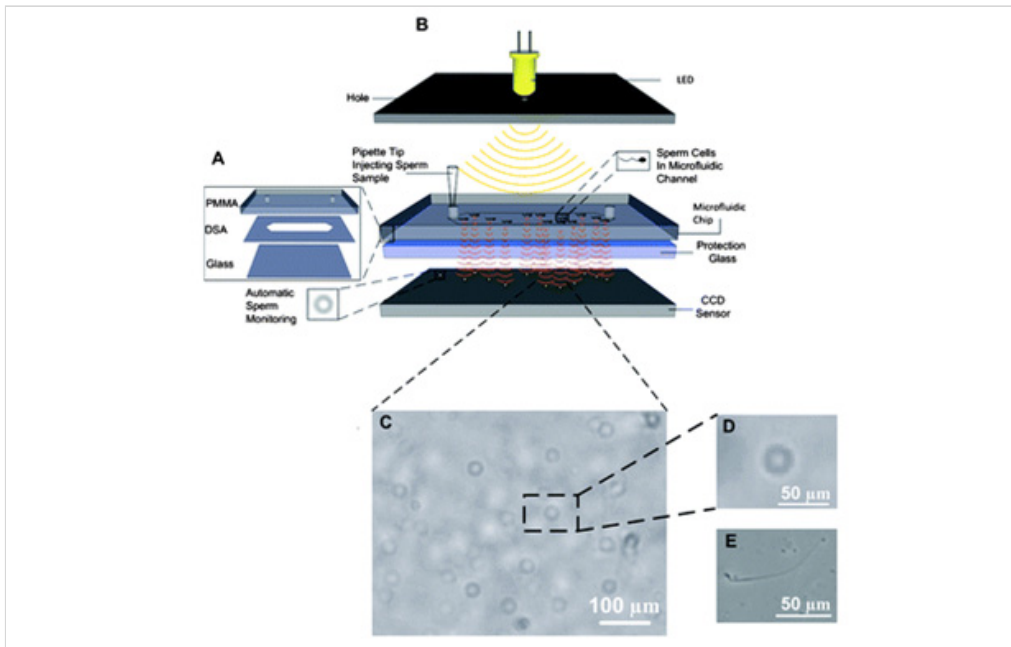 B
LED
Hole
A
Pipette Tip
Injecting Sperm
Sample
Sperm Cells
In Microfluidic
Channel
PMMA
DSA
Glass
Microfluidic
Chip
Protection
Glass
Automatic
Sperm
Monitoring
CCD
Sensor
C
100 µm
D
50 µm
E
50 µm